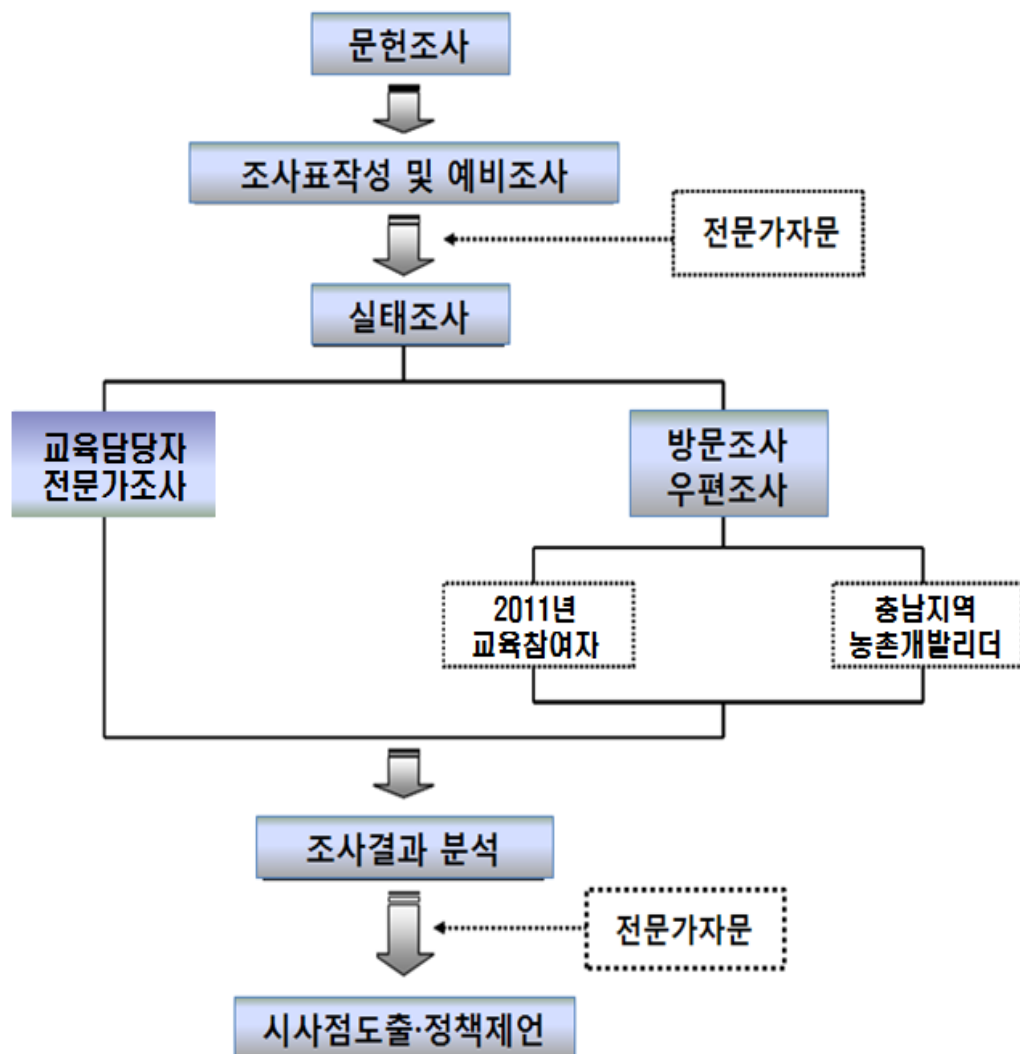 문헌조사
조사표작성 및 예비조사
전문가자문
실태조사
교육담당자
전문가조사
방문조사
우편조사
2011년
교육참여자
충남지역
농촌개발리더
조사결과 분석
전문가자문
시사점도출·정책제언